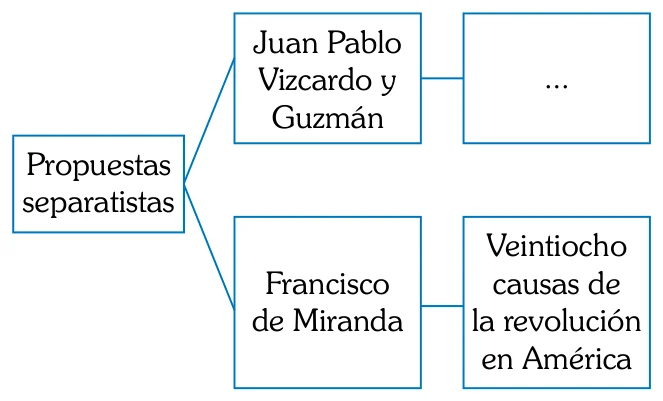 Propuestas
separatistas
Juan Pablo
Vizcardo y
Guzmán
...
Francisco
de Miranda
Veintiocho
causas de
la revolución
en América